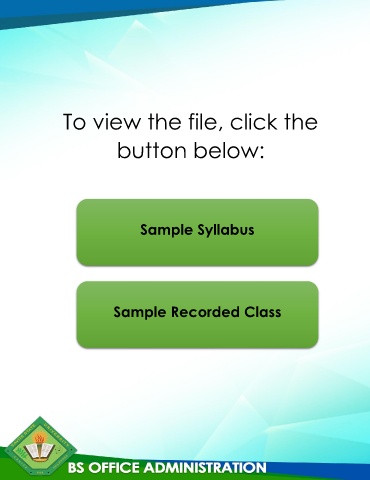 To view the file, click the
button below:
Sample Syllabus
Sample Recorded Class
BS OFFICE ADMINISTRATION